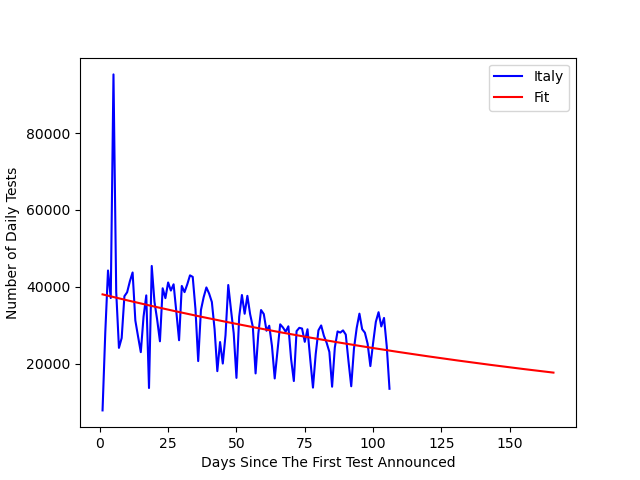 Italy
Fit
80000
60000
40000
20000
0 25 50 75 100 125 150
Number of Daily Tests
Days Since The First Test Announced